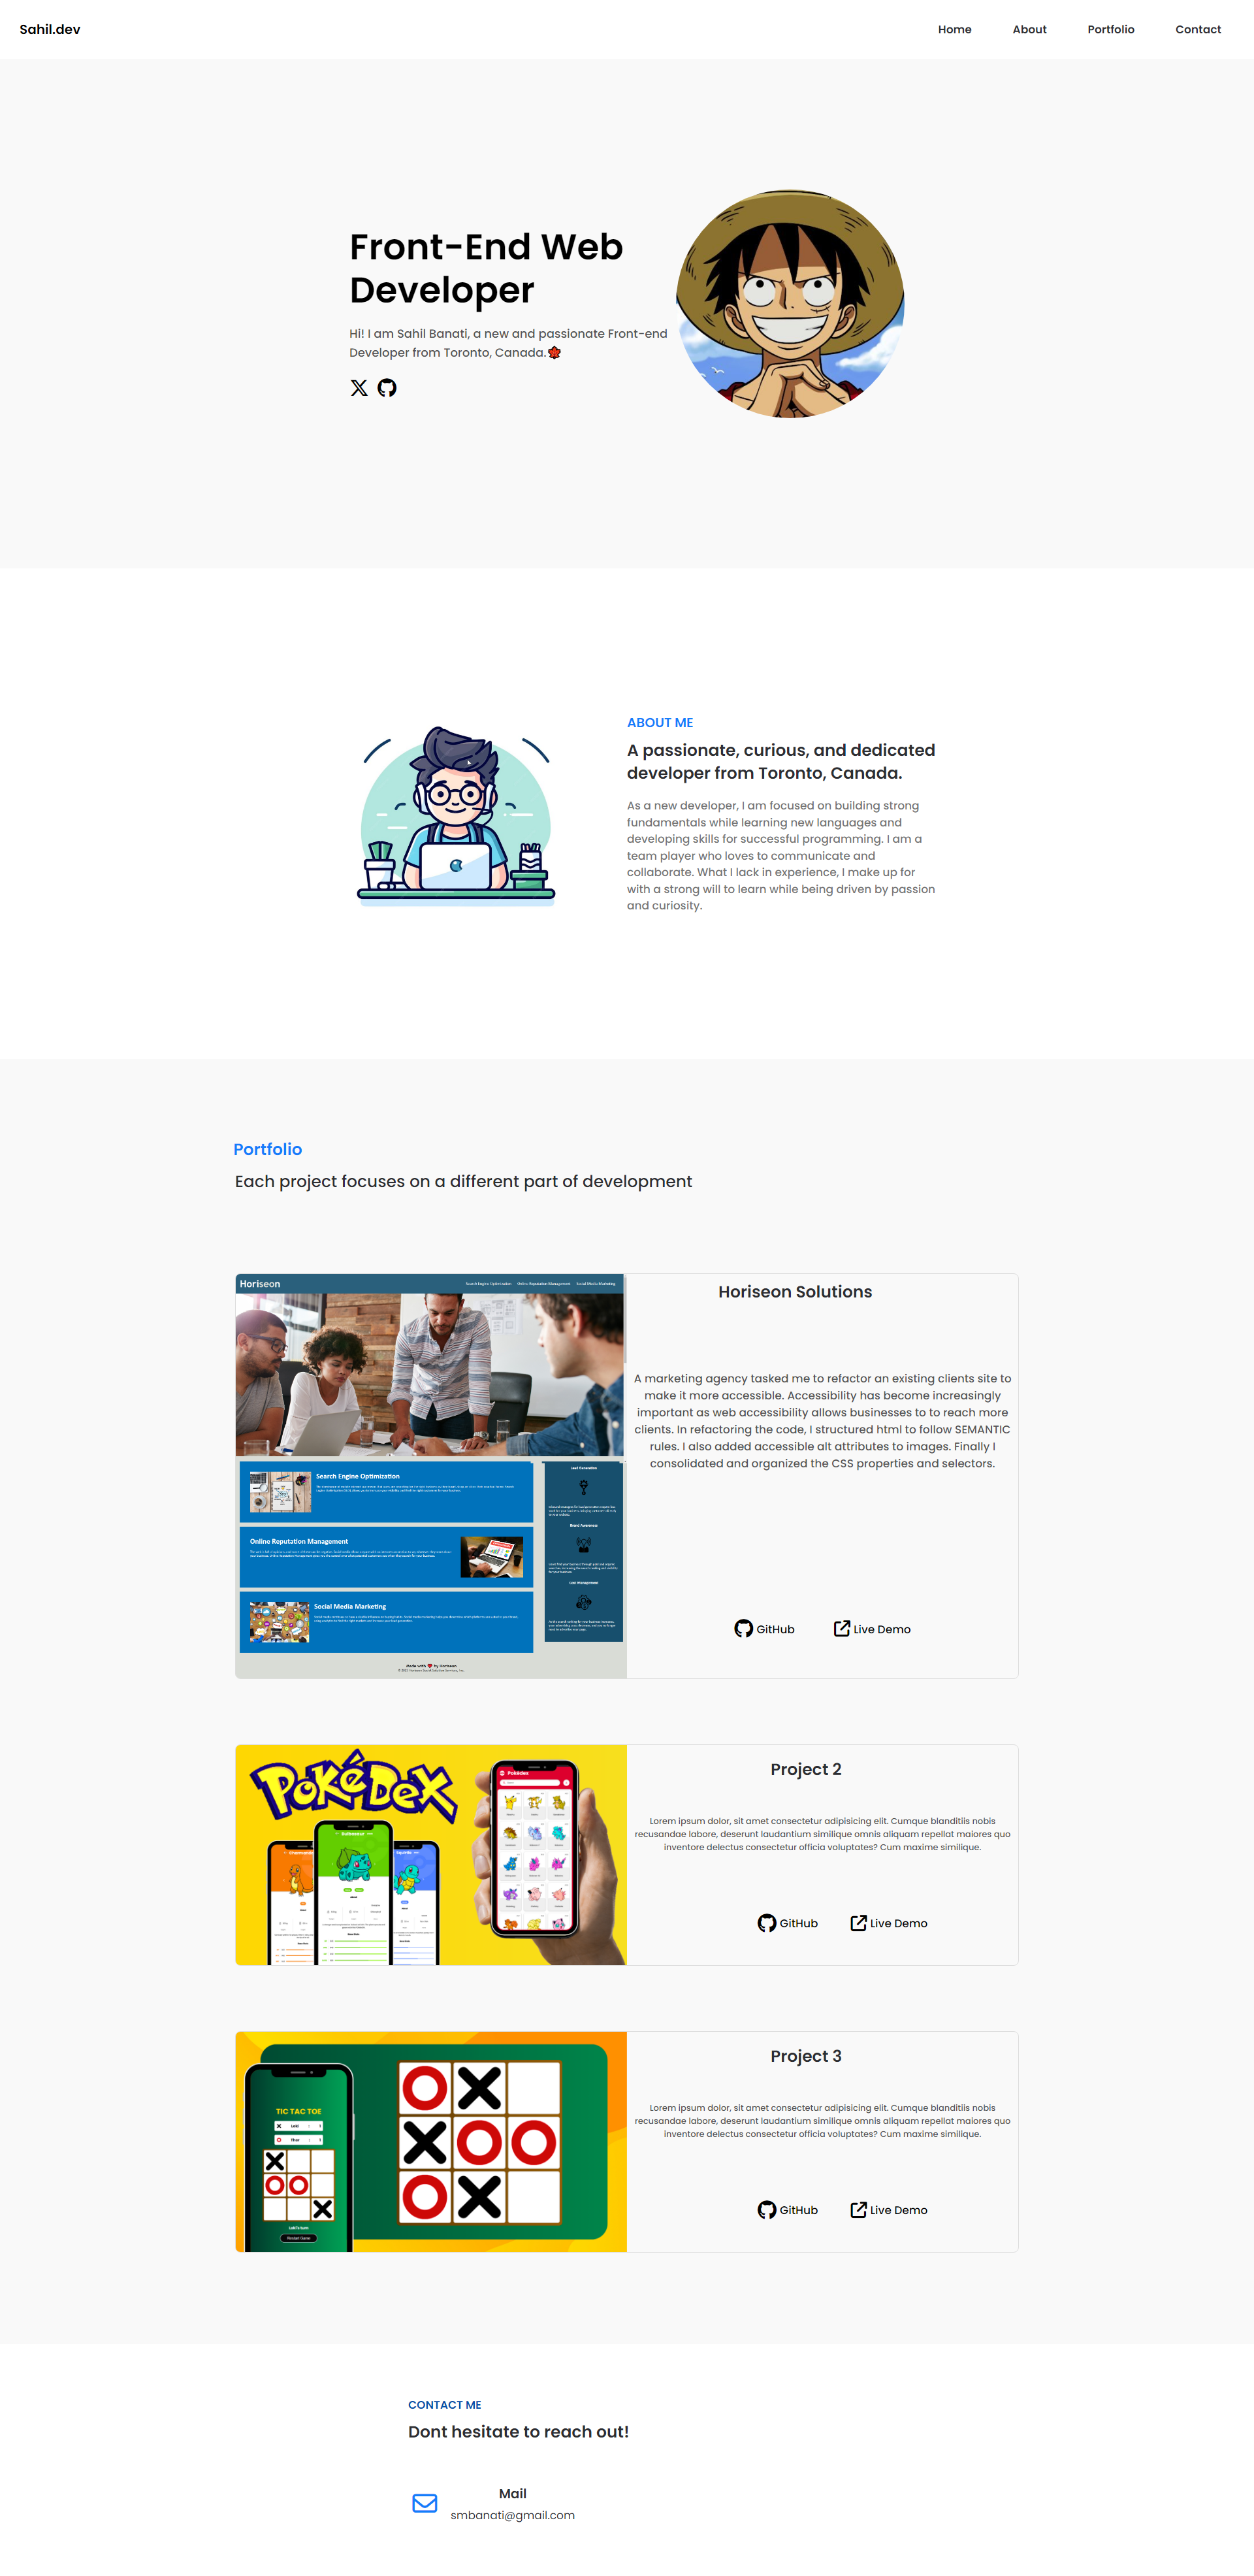 Sahil.dev
Home About Portfolio Contact
Front-End Web
Developer
Hi! I am Sahil Banati, a new and passionate Front-end
Developer from Toronto, Canada.
ABOUT ME
A passionate, curious, and dedicated
developer from Toronto, Canada.
As a new developer, I am focused on building strong
fundamentals while learning new languages and
developing skills for successful programming. I am a
team player who loves to communicate and
collaborate. What I lack in experience, I make up for
with a strong will to learn while being driven by passion
and curiosity.
Portfolio
Each project focuses on a different part of development
Horiseon
Search Engine Optimization Online Reputation Management Social Media Marketing
Search Engine Optimization
Online Reputation Management
Social Media Marketing
Lead Generation
Brand Awareness
Cost Management
Made with ❤️ by Horiseon
Horiseon Solutions
A marketing agency tasked me to refactor an existing clients site to
make it more accessible. Accessibility has become increasingly
important as web accessibility allows businesses to to reach more
clients. In refactoring the code, I structured html to follow SEMANTIC
rules. I also added accessible alt attributes to images. Finally I
consolidated and organized the CSS properties and selectors.
GitHub Live Demo
POKéDEX
Pokédex
Project 2
Lorem ipsum dolor, sit amet consectetur adipisicing elit. Cumque blanditiis nobis
recusandae labore, deserunt laudantium similique omnis aliquam repellat maiores quo
inventore delectus consectetur officia voluptates? Cum maxime similique.
GitHub Live Demo
TIC TAC TOE
Restart Game
Project 3
Lorem ipsum dolor, sit amet consectetur adipisicing elit. Cumque blanditiis nobis
recusandae labore, deserunt laudantium similique omnis aliquam repellat maiores quo
inventore delectus consectetur officia voluptates? Cum maxime similique.
GitHub Live Demo
CONTACT ME
Dont hesitate to reach out!
Mail
smbanati@gmail.com